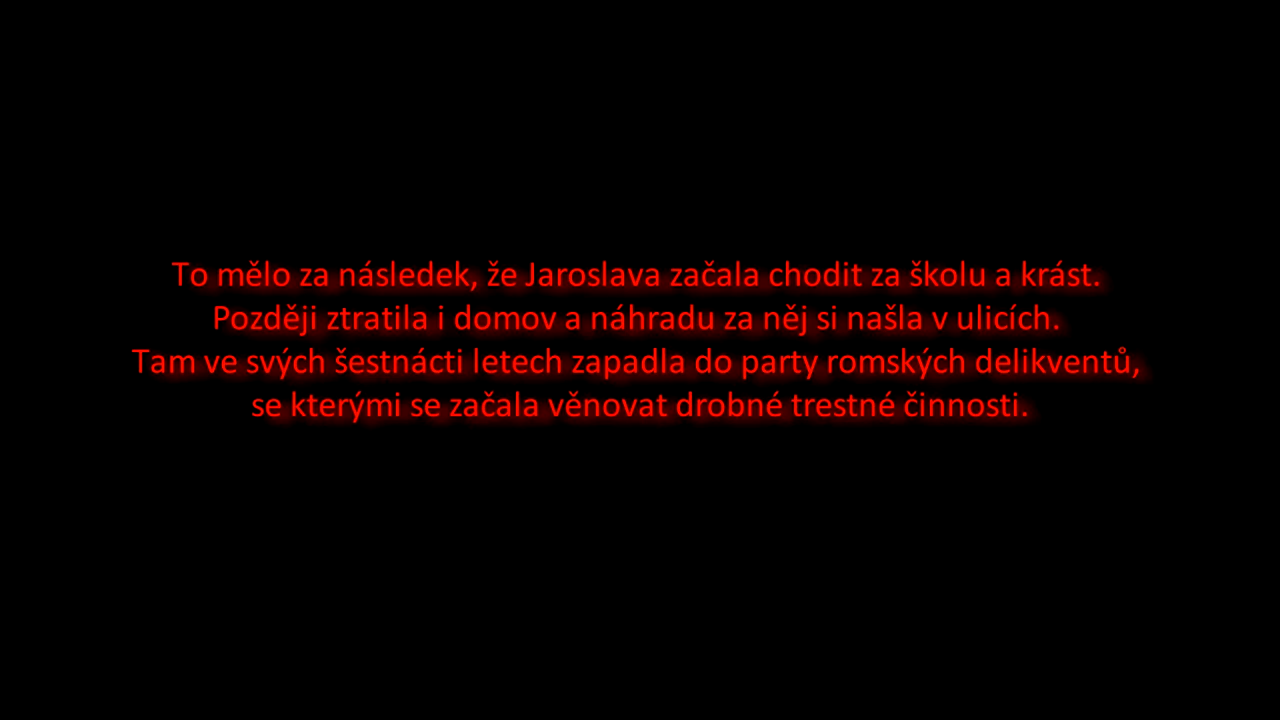 To mělo za následek, že Jaroslava začala chodit za školu a krást.
Později ztratila i domov a náhradu za něj si našla v ulicích.
Tam ve svých šestnácti letech zapadla do party romských delikventů,
se kterými se začala věnovat drobné trestné činnosti.